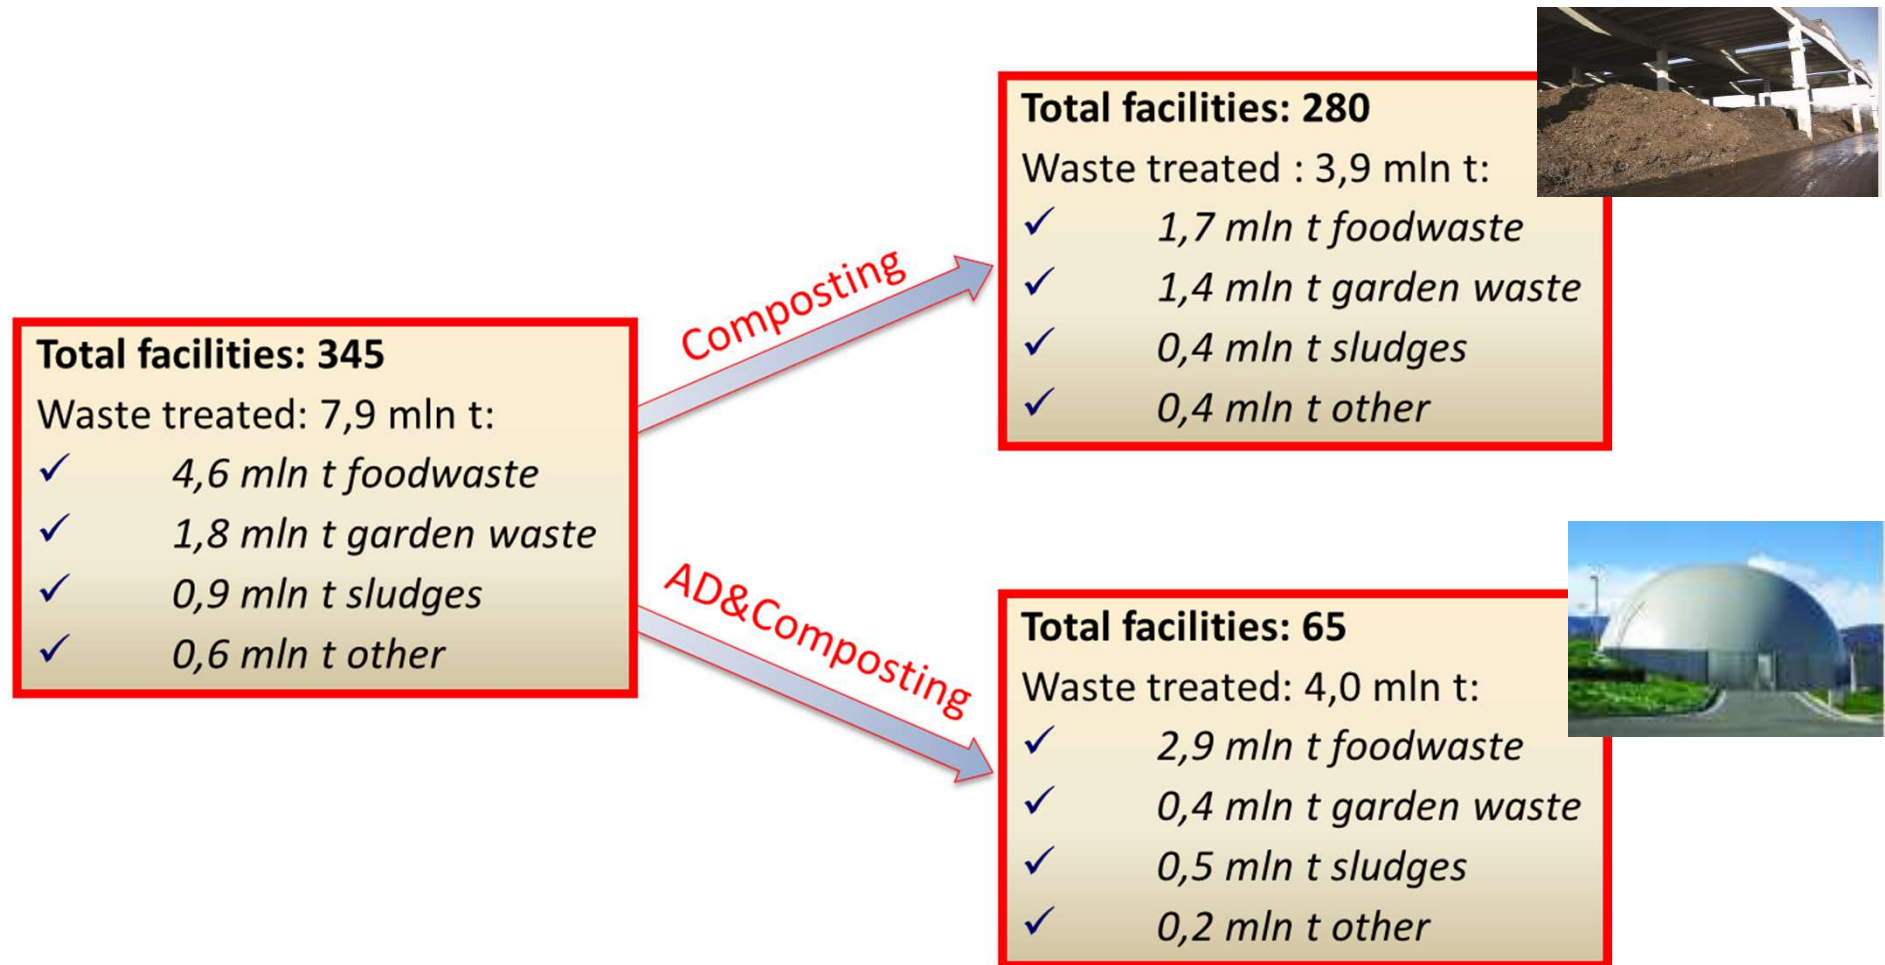 Total facilities: 345
Waste treated: 7,9 mln t:
✓ 4,6 mln t foodwaste
✓ 1,8 mln t garden waste
✓ 0,9 mln t sludges
✓ 0,6 mln t other
Composting
Total facilities: 280
Waste treated : 3,9 mln t:
✓ 1,7 mln t foodwaste
✓ 1,4 mln t garden waste
✓ 0,4 mln t sludges
✓ 0,4 mln t other
AD&Composting
Total facilities: 65
Waste treated: 4,0 mln t:
✓ 2,9 mln t foodwaste
✓ 0,4 mln t garden waste
✓ 0,5 mln t sludges
✓ 0,2 mln t other